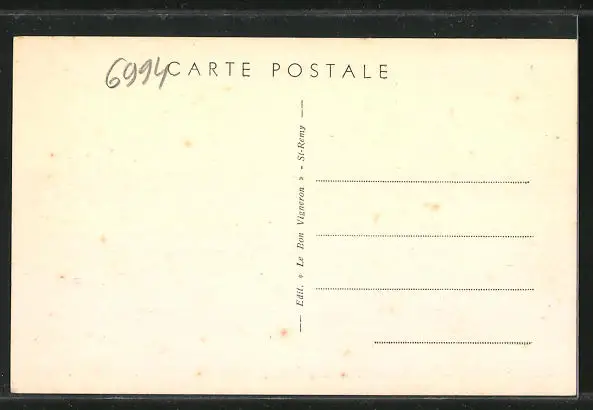 6994 CARTE POSTALE
— Edit. « Le Bon Vigneron » - St-Remy —